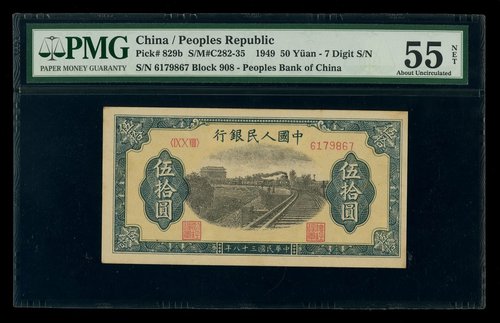 PMG
PAPER MONEY GUARANTY
China / Peoples Republic
Pick# 829b S/M#C282-35 1949 50 Yüan - 7 Digit S/N
S/N 6179867 Block 908 - Peoples Bank of China
55 NET
About Uncirculated
行銀民人國中
6179867
伍拾圓
伍拾圓
年八十三國民華中